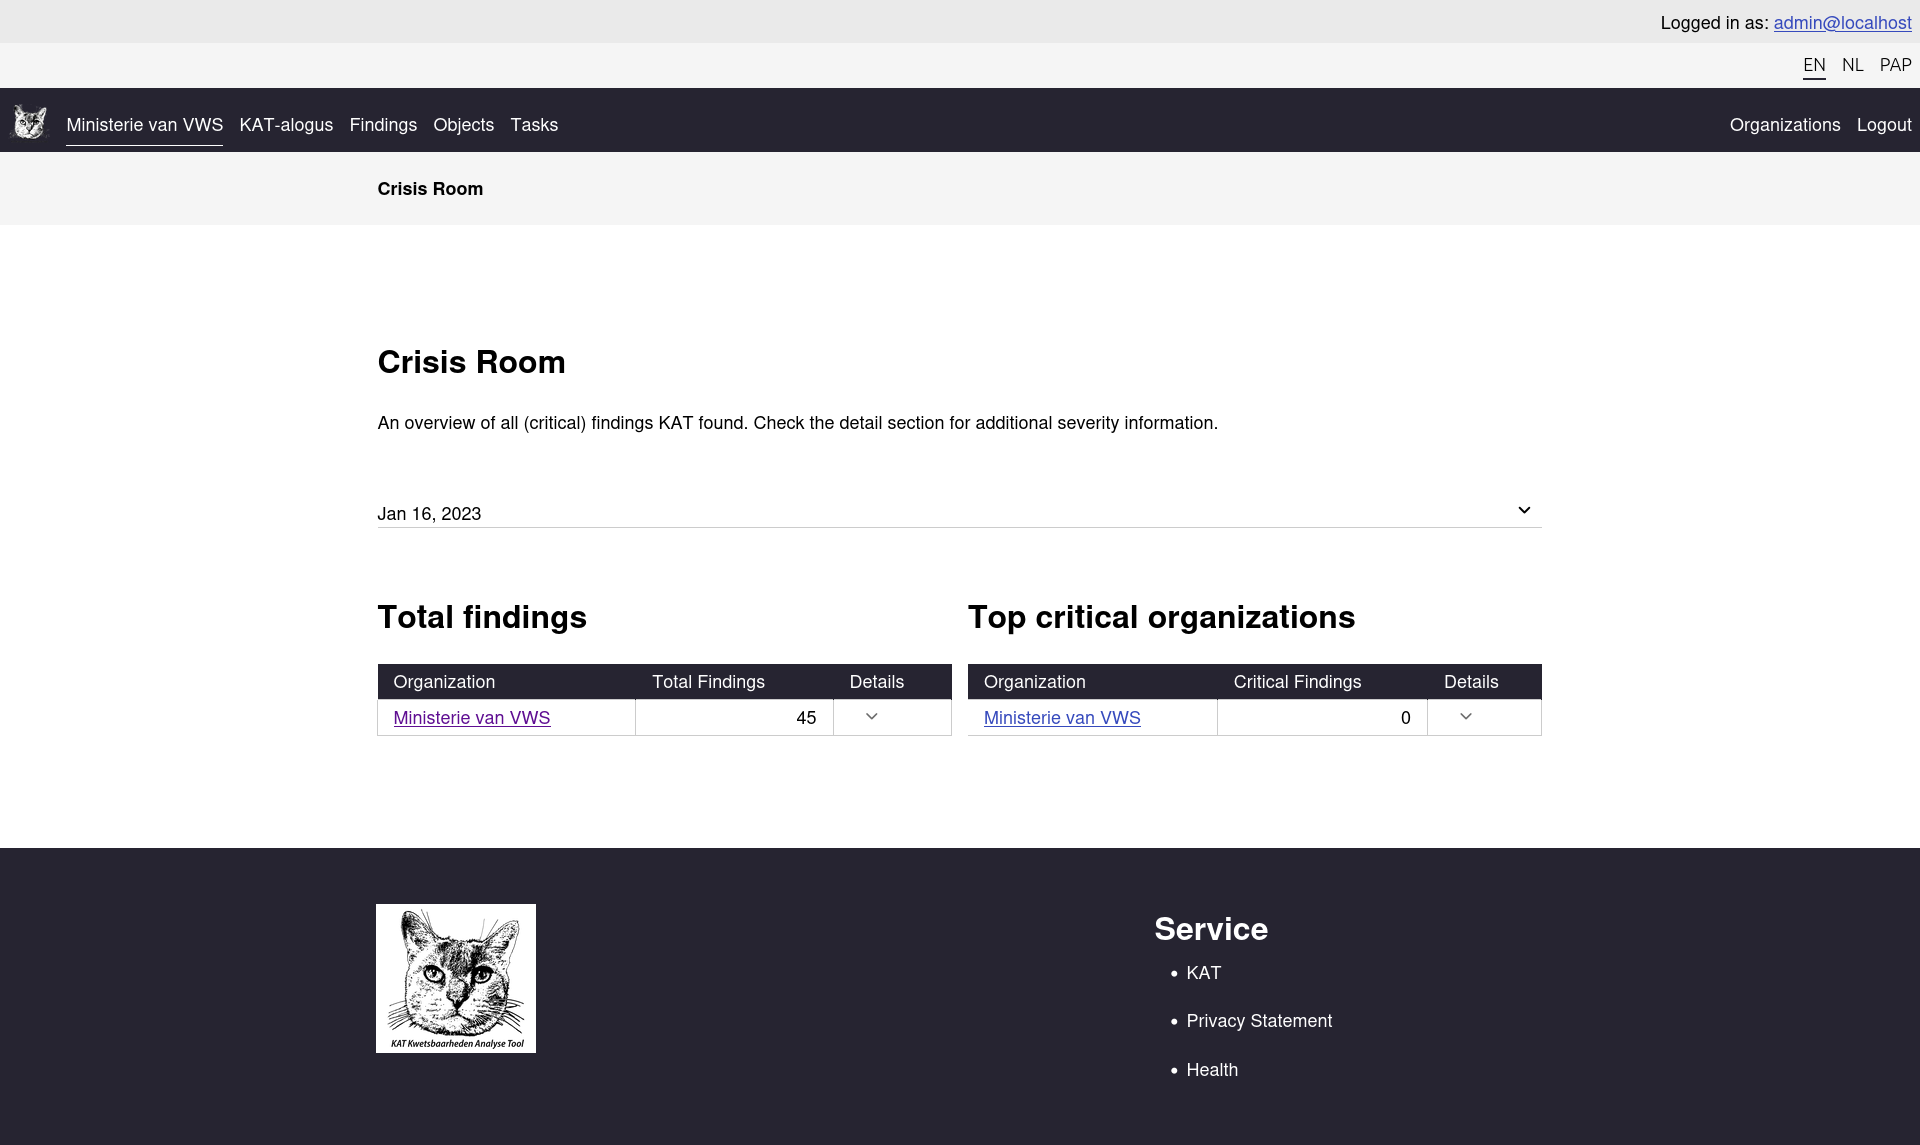 Logged in as: admin@localhost
EN NL PAP
Ministerie van VWS KAT-alogus Findings Objects Tasks Organizations Logout
Crisis Room
Crisis Room
An overview of all (critical) findings KAT found. Check the detail section for additional severity information.
Jan 16, 2023
Total findings
Organization Total Findings Details
Ministerie van VWS 45
Top critical organizations
Organization Critical Findings Details
Ministerie van VWS 0
KAT Kwetsbaarheden Analyse Tool
Service
• KAT
• Privacy Statement
• Health